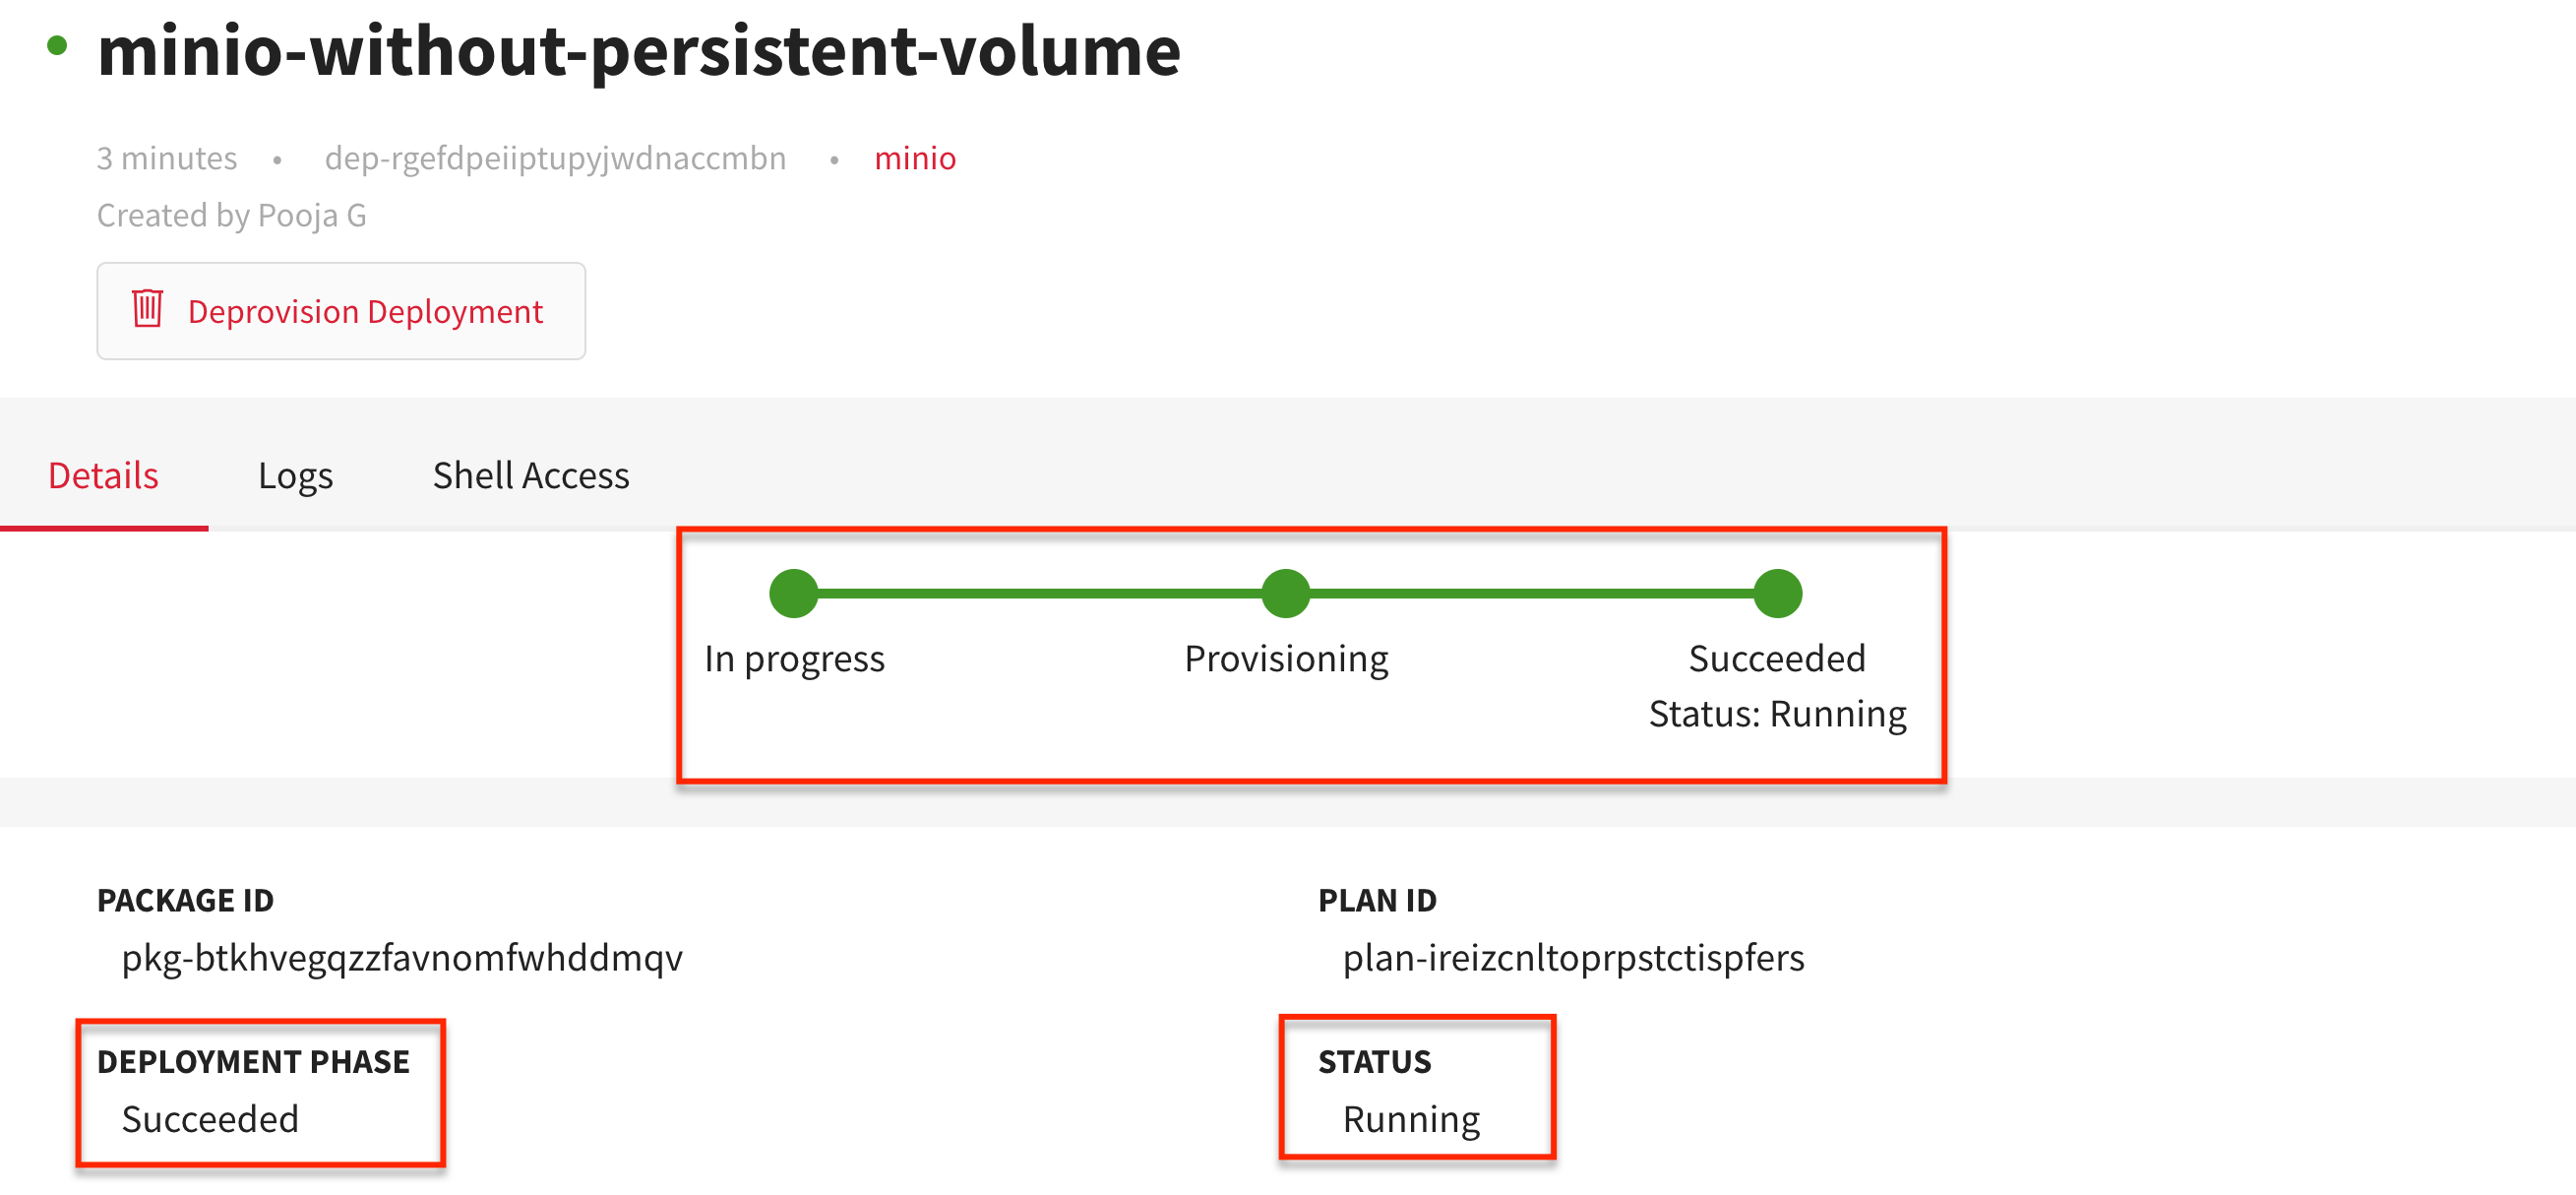 minio-without-persistent-volume
3 minutes • dep-rgefdpeiiptupyjwdnaccmbn • minio
Created by Pooja G
Deprovision Deployment
Details Logs Shell Access
In progress Provisioning Succeeded
Status: Running
PACKAGE ID PLAN ID
pkg-btkhvegqzzfavnomfwhddmqv plan-ireizcnltoprpstctispfers
DEPLOYMENT PHASE STATUS
Succeeded Running